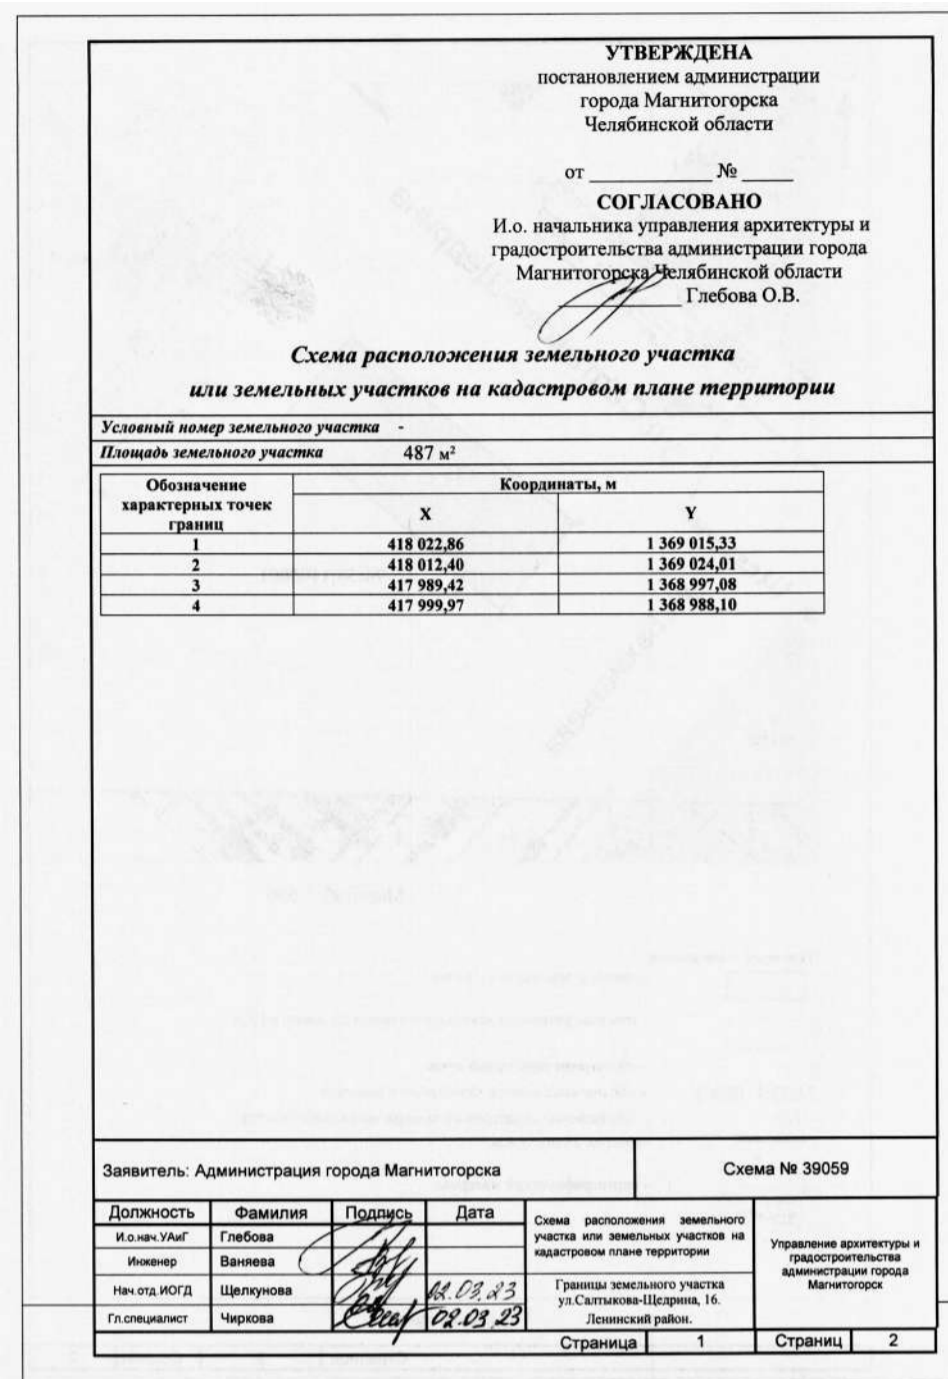 УТВЕРЖДЕНА
постановлением администрации
города Магнитогорска
Челябинской области
от ____________ № _____
СОГЛАСОВАНО
И.о. начальника управления архитектуры и
градостроительства администрации города
Магнитогорска Челябинской области
____________ Глебова О.В.
Схема расположения земельного участка
или земельных участков на кадастровом плане территории
Условный номер земельного участка -
Площадь земельного участка 487 м²
Обозначение характерных точек границ Координаты, м
X Y
1 418 022,86 1 369 015,33
2 418 012,40 1 369 024,01
3 417 989,42 1 368 997,08
4 417 999,97 1 368 988,10
Заявитель: Администрация города Магнитогорска Схема № 39059
Должность Фамилия Подпись Дата
И.о.нач.УАиГ Глебова
Инженер Ваняева
Нач.отд.ИОГД Щелкунова 02.03.23
Гл.специалист Чиркова 02.03.23
Схема расположения земельного
участка или земельных участков на
кадастровом плане территории
Границы земельного участка
ул.Салтыкова-Щедрина, 16.
Ленинский район.
Управление архитектуры и
градостроительства
администрации города
Магнитогорск
Страница 1 Страниц 2